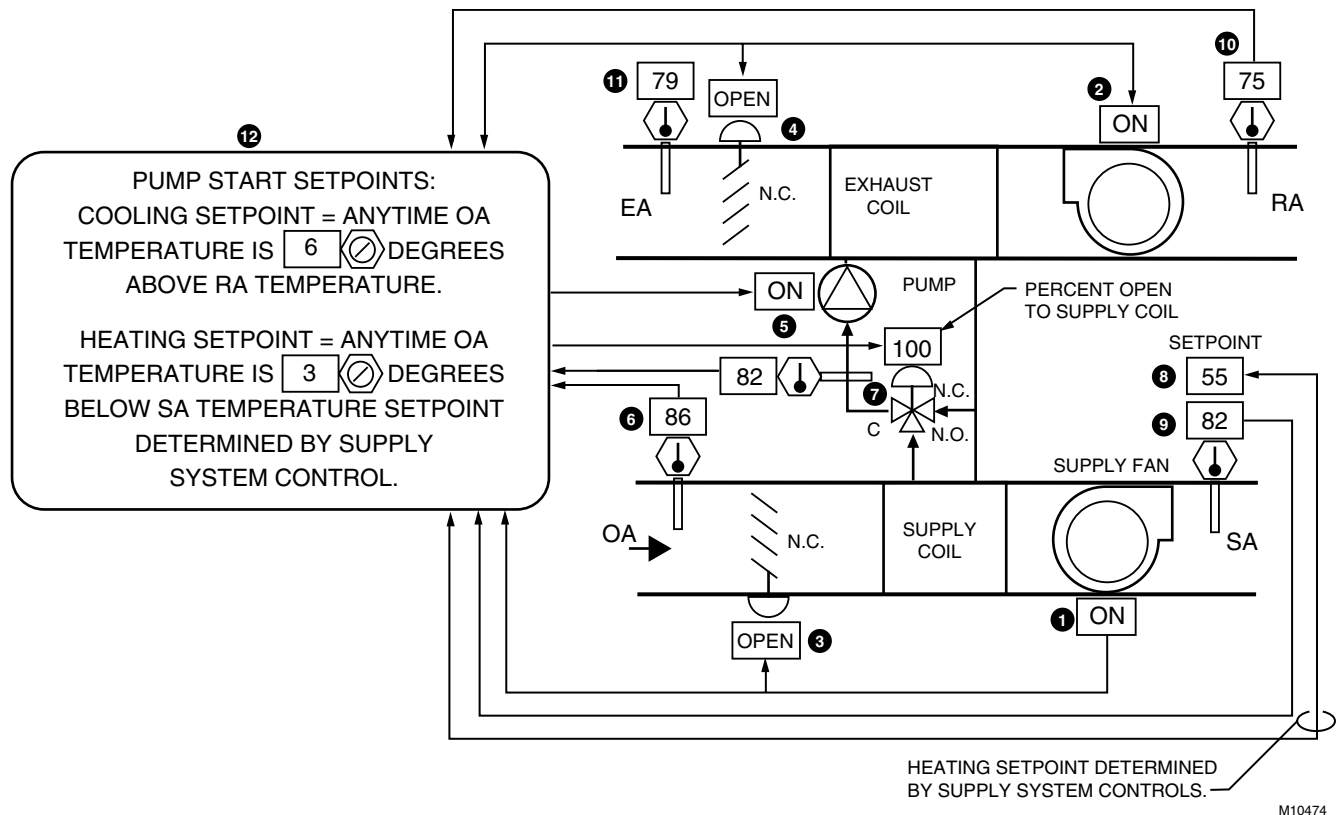 10
11
79
75
OPEN
2
4
ON
12
PUMP START SETPOINTS:
COOLING SETPOINT = ANYTIME OA
TEMPERATURE IS 6 DEGREES
ABOVE RA TEMPERATURE.
HEATING SETPOINT = ANYTIME OA
TEMPERATURE IS 3 DEGREES
BELOW SA TEMPERATURE SETPOINT
DETERMINED BY SUPPLY
SYSTEM CONTROL.
EA
N.C.
EXHAUST
COIL
RA
ON
5
PUMP
PERCENT OPEN
TO SUPPLY COIL
100
SETPOINT
8
55
82
7
N.C.
C
N.O.
6
86
9
82
SUPPLY FAN
OA
N.C.
SUPPLY
COIL
SA
OPEN
3
1
ON
HEATING SETPOINT DETERMINED
BY SUPPLY SYSTEM CONTROLS.
M10474